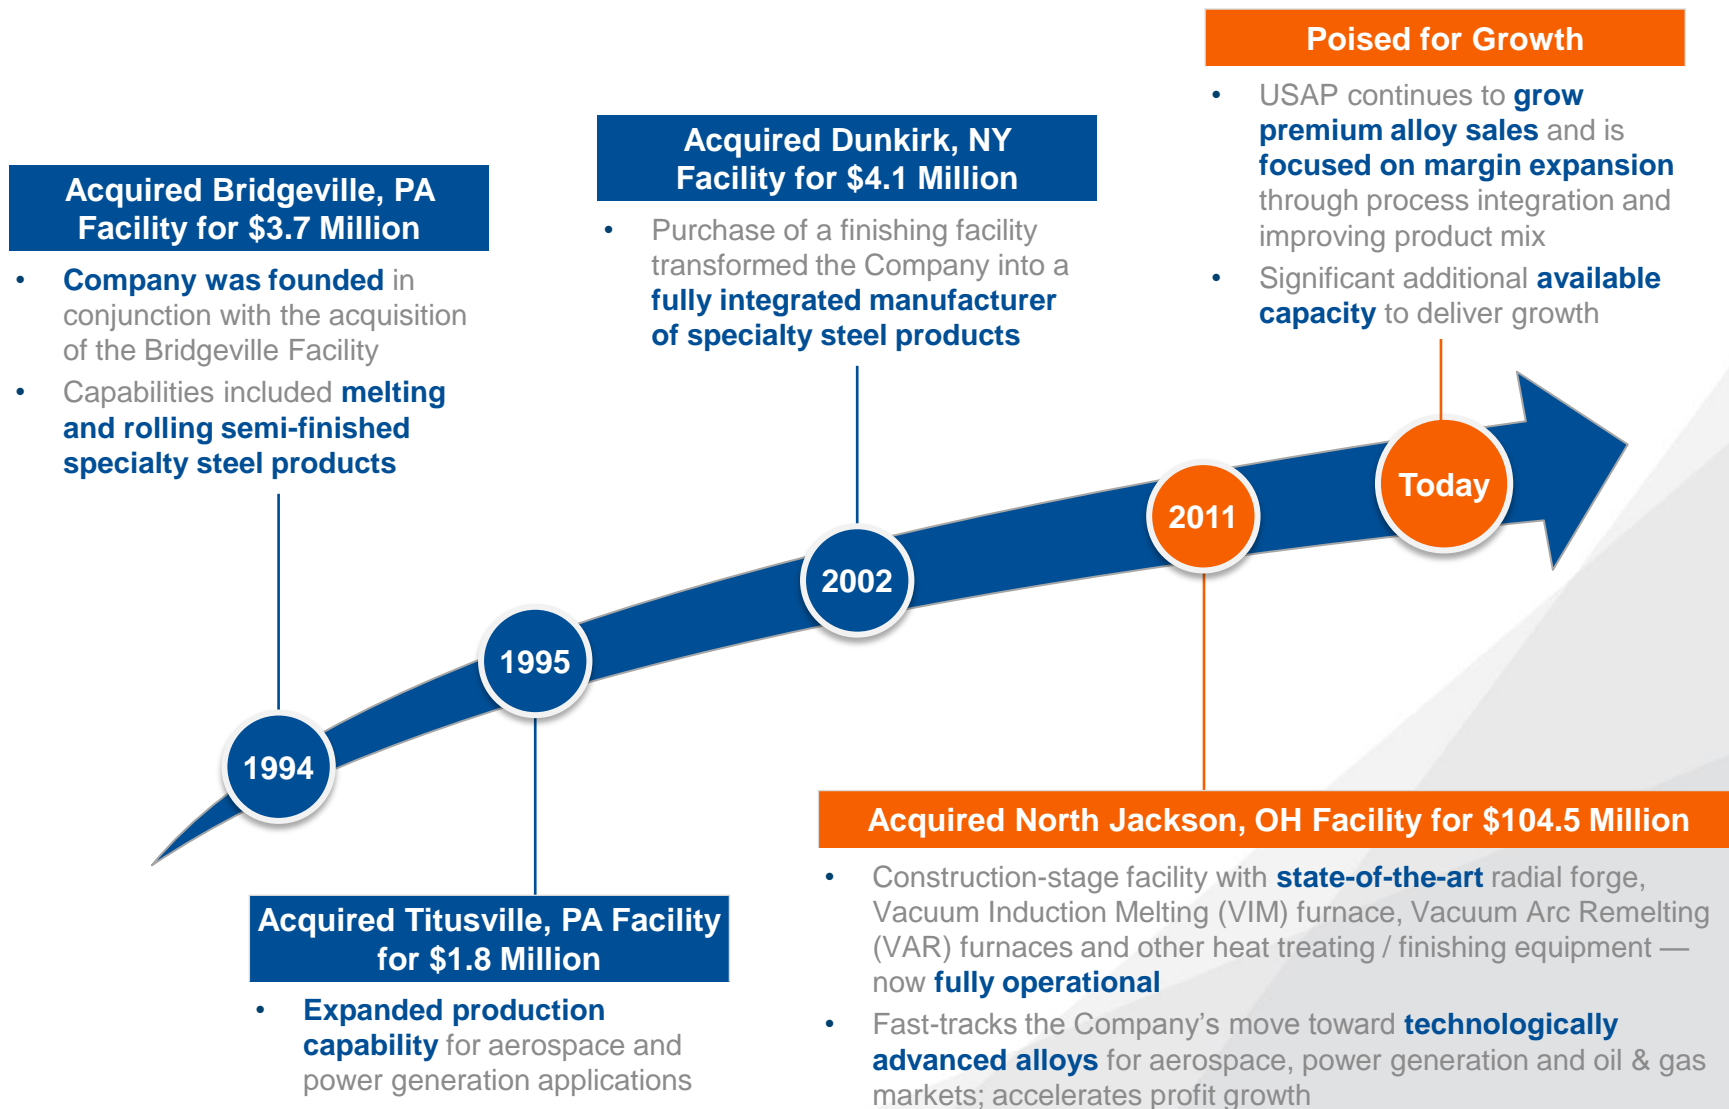 Poised for Growth
• USAP continues to grow
premium alloy sales and is
focused on margin expansion
through process integration and
improving product mix
• Significant additional available
capacity to deliver growth
Acquired Dunkirk, NY
Facility for $4.1 Million
• Purchase of a finishing facility
transformed the Company into a
fully integrated manufacturer
of specialty steel products
Acquired Bridgeville, PA
Facility for $3.7 Million
• Company was founded in
conjunction with the acquisition
of the Bridgeville Facility
• Capabilities included melting
and rolling semi-finished
specialty steel products
1994
1995
2002
2011
Today
Acquired Titusville, PA Facility
for $1.8 Million
• Expanded production
capability for aerospace and
power generation applications
Acquired North Jackson, OH Facility for $104.5 Million
• Construction-stage facility with state-of-the-art radial forge,
Vacuum Induction Melting (VIM) furnace, Vacuum Arc Remelting
(VAR) furnaces and other heat treating / finishing equipment —
now fully operational
• Fast-tracks the Company’s move toward technologically
advanced alloys for aerospace, power generation and oil & gas
markets; accelerates profit growth